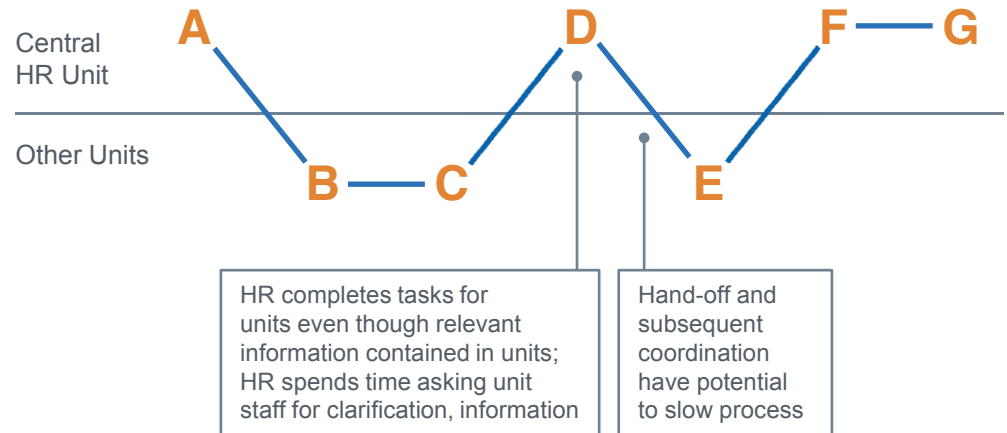 A D F G
Central
HR Unit
Other Units
B C E
HR completes tasks for
units even though relevant
information contained in units;
HR spends time asking unit
staff for clarification, information
Hand-off and
subsequent
coordination
have potential
to slow process